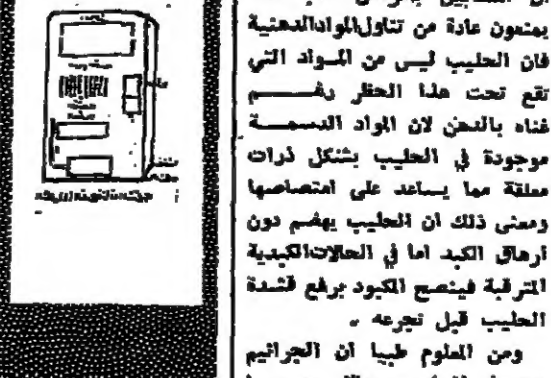 يمنعون عادة من تناول المواد الدهنية
فان الحليب ليس من المواد التي
تقع تحت هذا الحظر رغم
غناه بالدهن لان المواد الدسمة
موجودة في الحليب بشكل ذرات
معلقة مما يساعد على امتصاصها
ومعنى ذلك ان الحليب يهضم دون
ارهاق الكبد اما في الحالات الكبدية
المترقبة فينصح المكبود برفع قشدة
الحليب قبل تجرعه .
ومن المعلوم طبيا أن الجراثيم